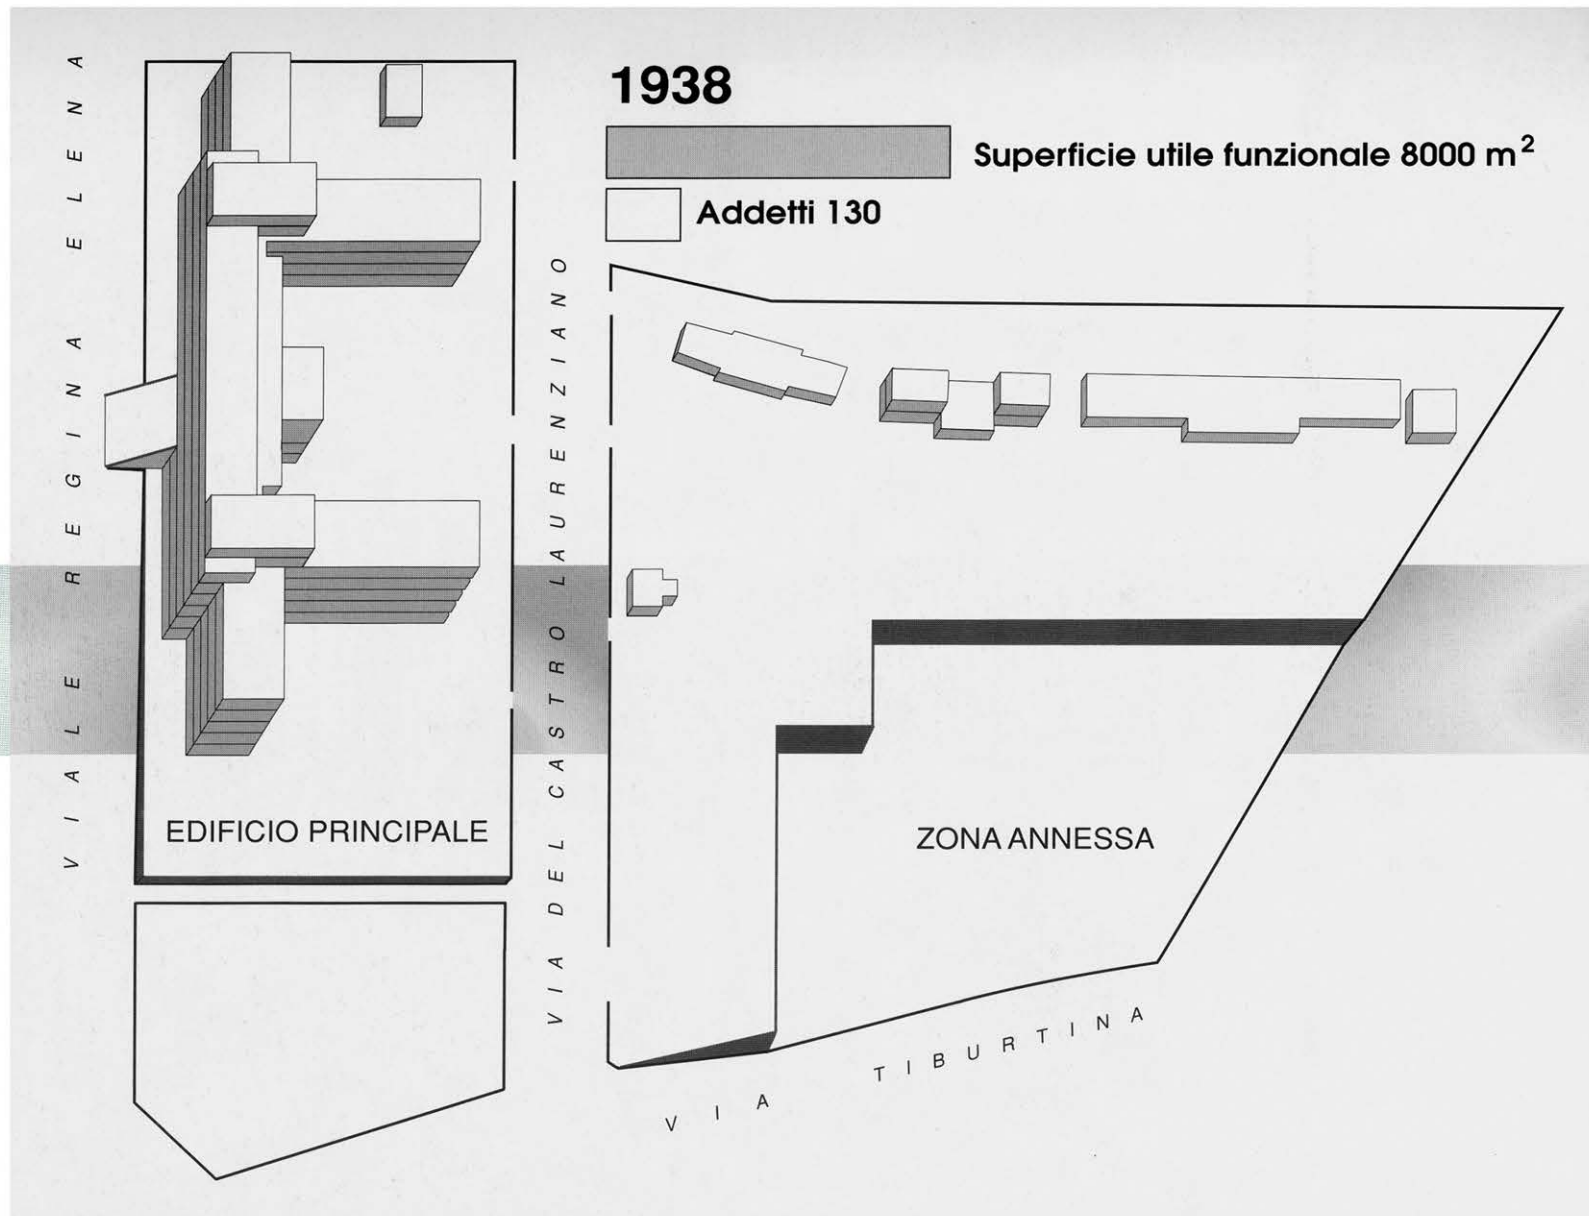 1938
Superficie utile funzionale 8000 m²
Addetti 130
VIALE REGINA ELENA
VIA DEL CASTRO LAURENZIANO
EDIFICIO PRINCIPALE
ZONA ANNESSA
VIA TIBURTINA